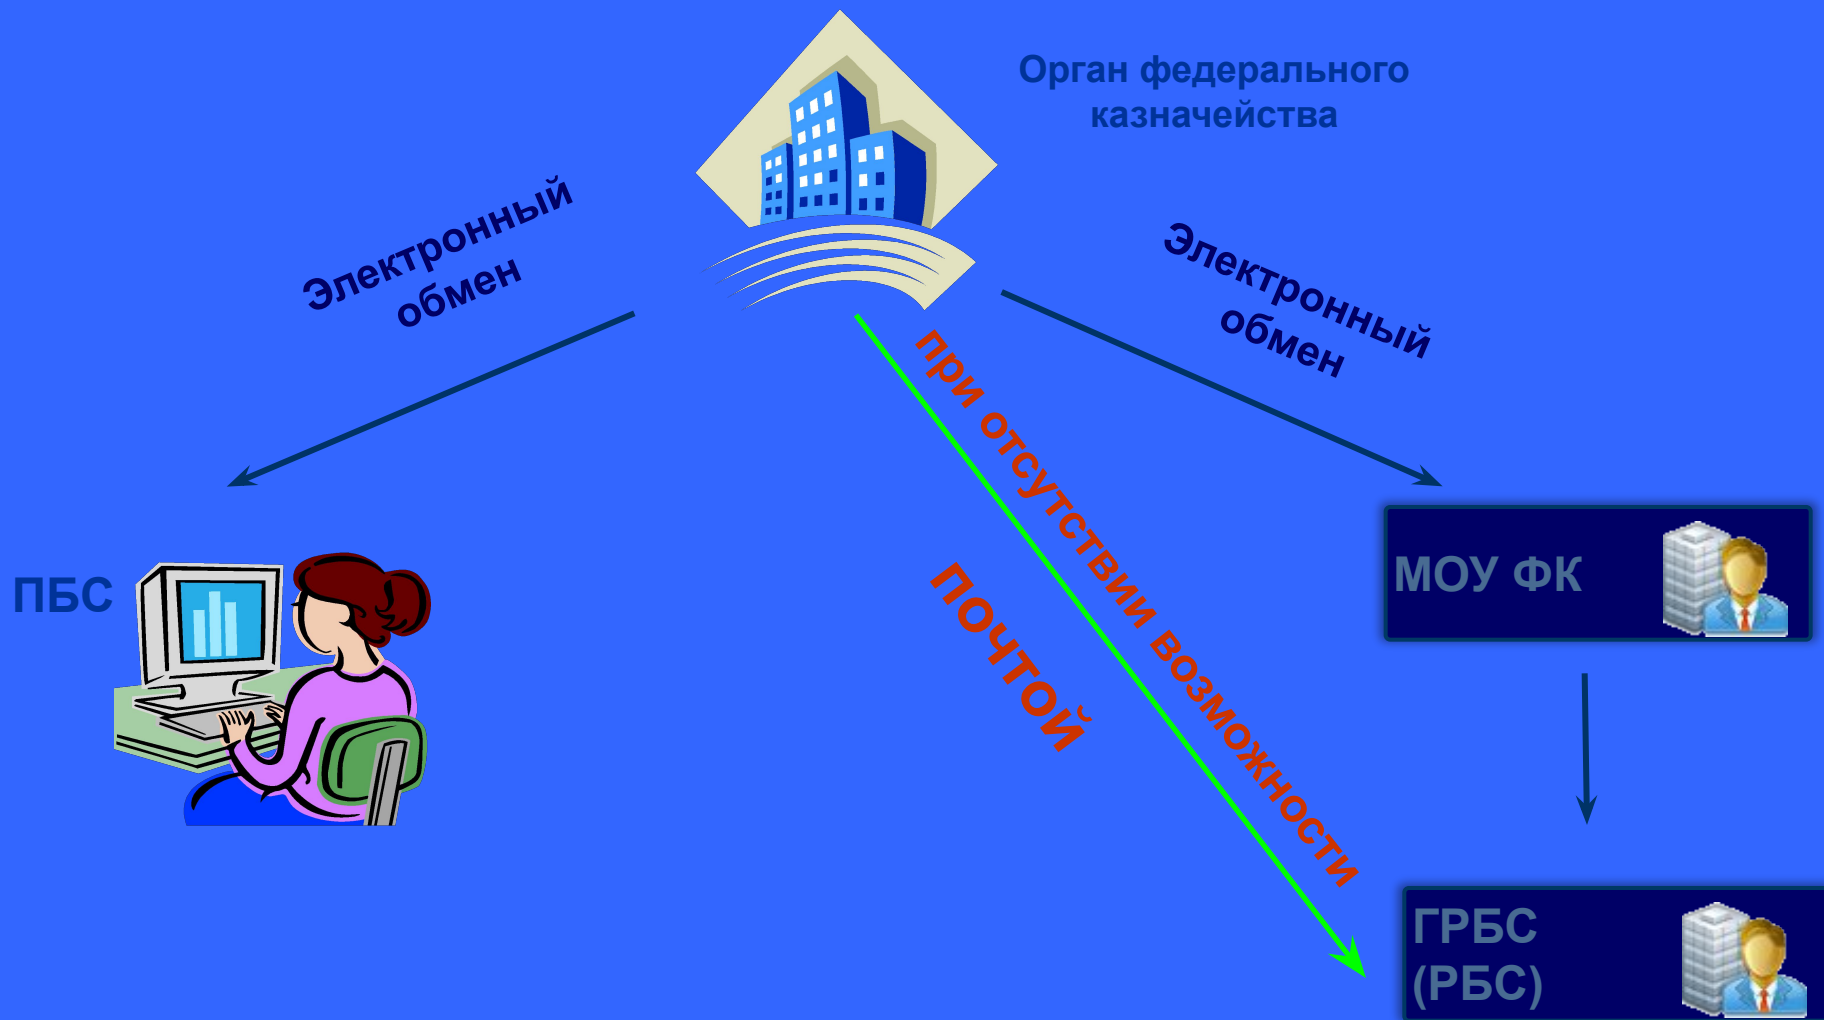 Орган федерального
казначейства
Электронный
обмен
Электронный
обмен
при отсутствии возможности
почтой
ПБС
МОУ ФК
ГРБС
(РБС)